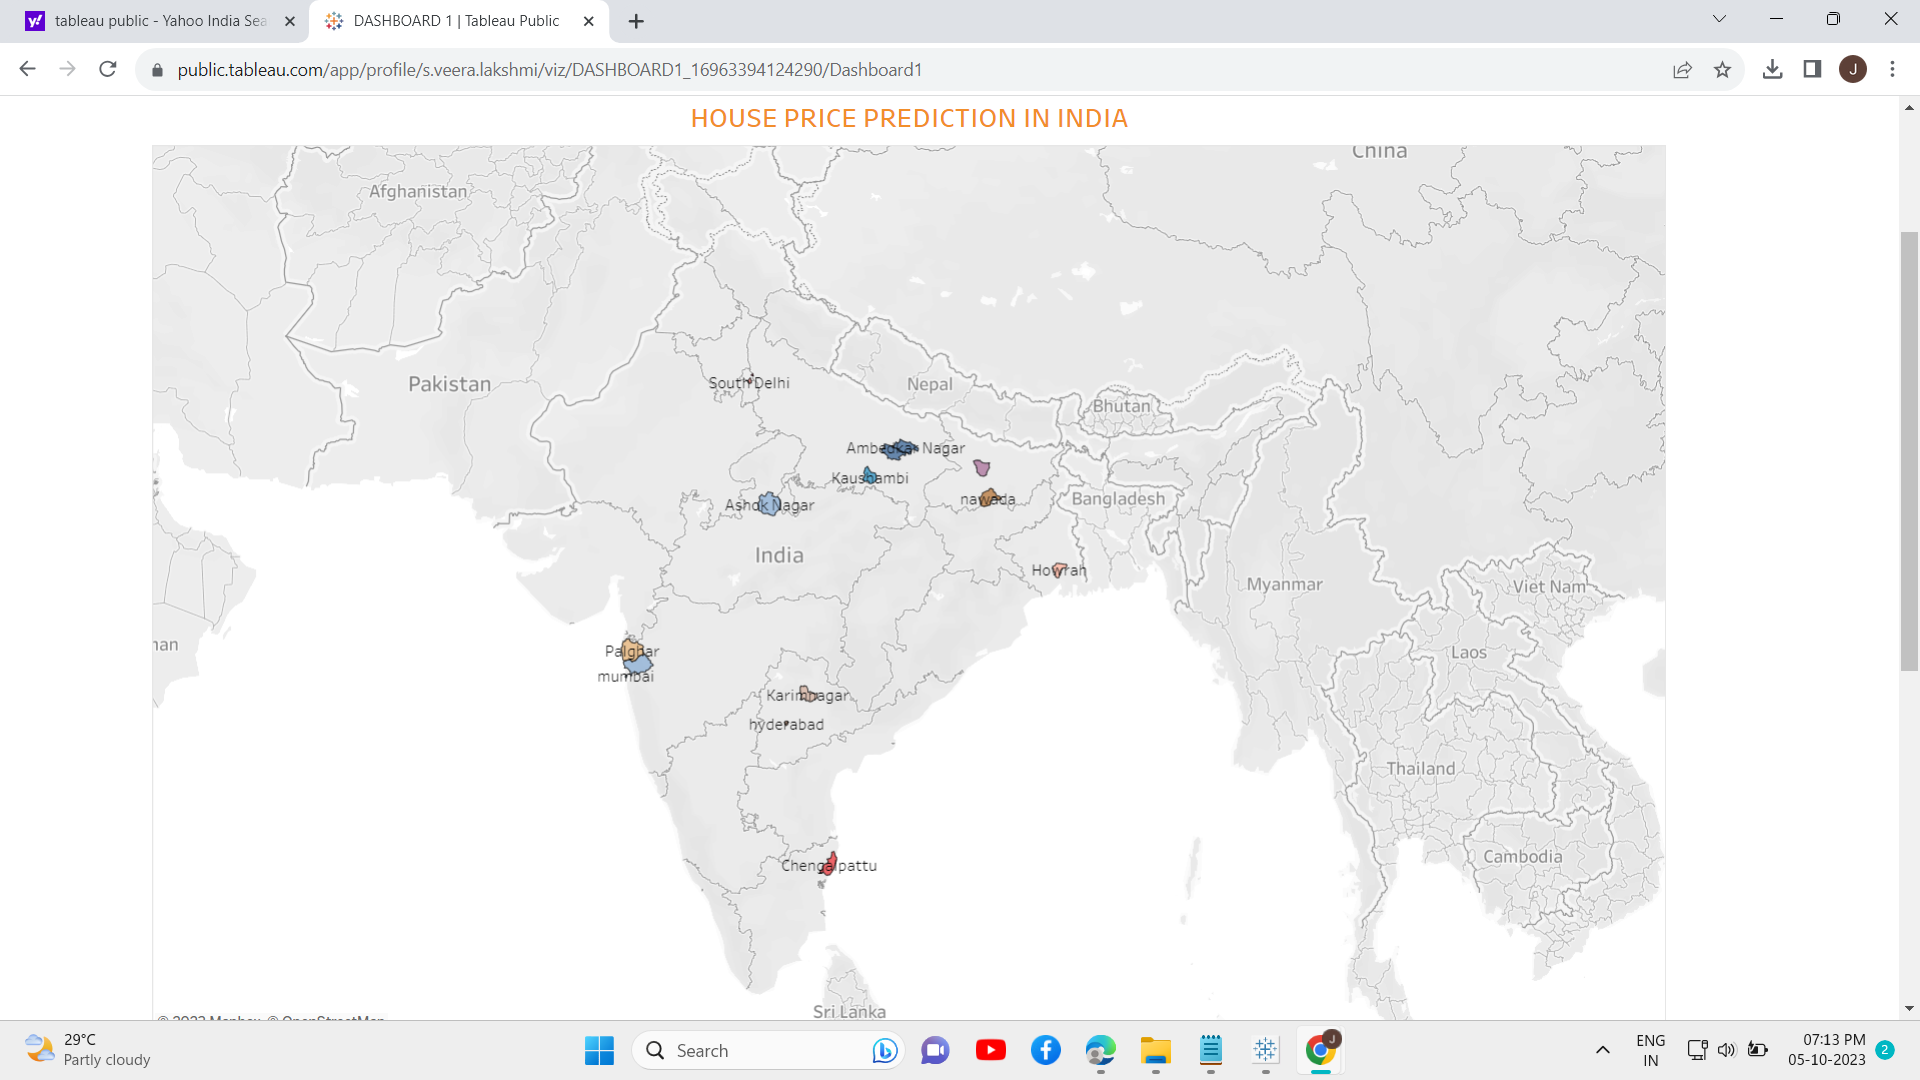 tableau public - Yahoo India Sea
DASHBOARD 1 | Tableau Public
public.tableau.com/app/profile/s.veera.lakshmi/viz/DASHBOARD1_16963394124290/Dashboard1
J
HOUSE PRICE PREDICTION IN INDIA
China
Afghanistan
Pakistan
South Delhi
Nepal
Bhutan
Ambedkar Nagar
Kaushambi
nawada
Bangladesh
Ashok Nagar
India
Howrah
Myanmar
Viet Nam
nan
Palghar
Laos
mumbai
Karimnagar
hyderabad
Thailand
Cambodia
Chengalpattu
Sri Lanka
© 2023 Mapbox © OpenStreetMap
29°C
Partly cloudy
Search
J
ENG
IN
07:13 PM
05-10-2023
2